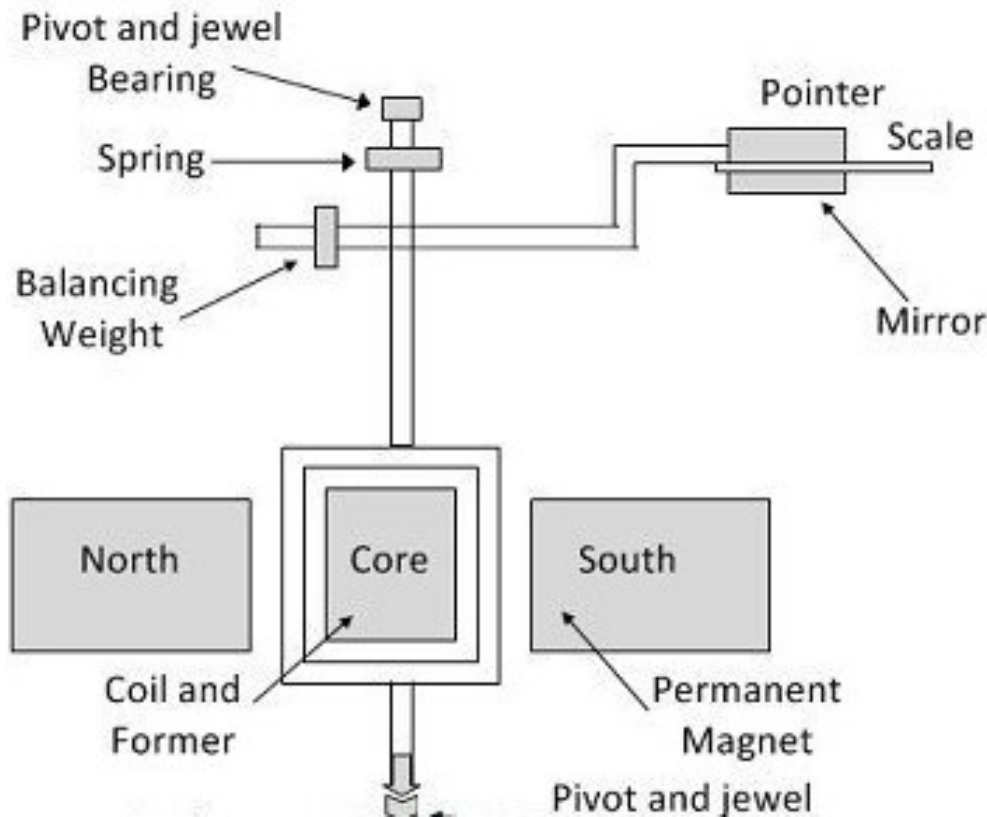 Pivot and jewel
Bearing
Spring
Pointer
Scale
Balancing
Weight
Mirror
North
Core
South
Coil and
Former
Permanent
Magnet
Pivot and jewel